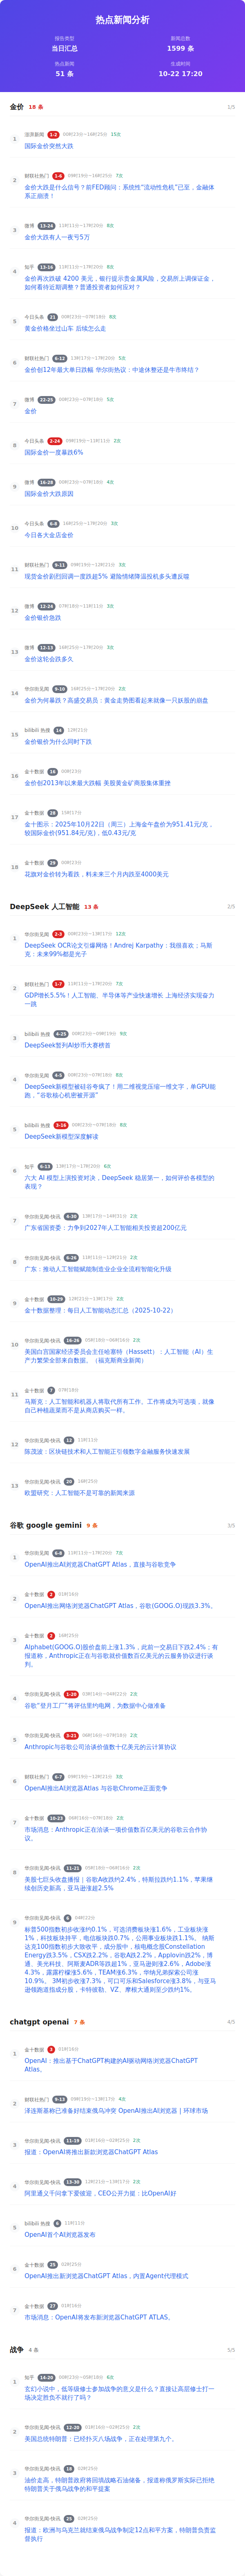 热点新闻分析
报告类型
当日汇总
新闻总数
1599 条
热点新闻
51 条
生成时间
10-22 17:20
金价 18 条 1/5
1 澎湃新闻 1-2 00时23分~16时25分 15次
国际金价突然大跌
2 财联社热门 1-6 09时19分~16时25分 7次
金价大跌是什么信号？前FED顾问：系统性“流动性危机”已至，金融体
系正崩溃！
3 微博 13-24 11时11分~17时20分 8次
金价大跌有人一夜亏5万
4 知乎 13-18 11时11分~17时20分 8次
金价再次跌破 4200 美元，银行提示贵金属风险，交易所上调保证金，
如何看待近期调整？普通投资者如何应对？
5 今日头条 21 00时23分~07时18分 8次
黄金价格坐过山车 后续怎么走
6 财联社热门 6-12 13时17分~17时20分 5次
金价创12年最大单日跌幅 华尔街热议：中途休整还是牛市终结？
7 微博 22-25 00时23分~07时18分 5次
金价
8 今日头条 2-24 09时19分~11时11分 2次
国际金价一度暴跌6%
9 微博 16-28 00时23分~07时18分 4次
国际金价大跌原因
10 今日头条 6-8 16时25分~17时20分 3次
今日各大金店金价
11 财联社热门 9-11 09时19分~12时21分 3次
现货金价剧烈回调一度跌超5% 避险情绪降温投机多头遭反噬
12 微博 12-24 07时18分~11时11分 3次
金价银价急跌
13 微博 12-13 16时25分~17时20分 3次
金价这轮会跌多久
14 华尔街见闻 9-10 16时25分~17时20分 2次
金价为何暴跌？高盛交易员：黄金走势图看起来就像一只妖股的崩盘
15 bilibili 热搜 14 12时21分
金价银价为什么同时下跌
16 金十数据 16 00时23分
金价创2013年以来最大跌幅 美股黄金矿商股集体重挫
17 金十数据 28 15时17分
金十图示：2025年10月22日（周三）上海金午盘价为951.41元/克，
较国际金价(951.84元/克)，低0.43元/克
18 金十数据 29 00时23分
花旗对金价转为看跌，料未来三个月内跌至4000美元
DeepSeek 人工智能 13 条 2/5
1 华尔街见闻 2-3 00时23分~13时17分 12次
DeepSeek OCR论文引爆网络！Andrej Karpathy：我很喜欢；马斯
克：未来99%都是光子
2 财联社热门 1-7 11时11分~17时20分 7次
GDP增长5.5%！人工智能、半导体等产业快速增长 上海经济实现奋力
一跳
3 bilibili 热搜 4-25 00时23分~09时19分 9次
DeepSeek暂列AI炒币大赛榜首
4 华尔街见闻 4-5 00时23分~07时18分 8次
DeepSeek新模型被硅谷夸疯了！用二维视觉压缩一维文字，单GPU能
跑，“谷歌核心机密被开源”
5 bilibili 热搜 3-16 00时23分~07时18分 8次
DeepSeek新模型深度解读
6 知乎 6-13 13时17分~17时20分 6次
六大 AI 模型上演投资对决，DeepSeek 稳居第一，如何评价各模型的
表现？
7 华尔街见闻-快讯 4-30 13时17分~14时31分 2次
广东省国资委：力争到2027年人工智能相关投资超200亿元
8 华尔街见闻-快讯 6-26 11时11分~12时21分 2次
广东：推动人工智能赋能制造业企业全流程智能化升级
9 金十数据 10-29 12时21分~13时17分 2次
金十数据整理：每日人工智能动态汇总（2025-10-22）
10 华尔街见闻-快讯 16-26 05时18分~06时16分 2次
美国白宫国家经济委员会主任哈塞特（Hassett）：人工智能（AI）生
产力繁荣全部来自数据。（福克斯商业新闻）
11 金十数据 7 07时18分
马斯克：人工智能和机器人将取代所有工作。工作将成为可选项，就像
自己种植蔬菜而不是从商店购买一样。
12 华尔街见闻-快讯 12 11时11分
陈茂波：区块链技术和人工智能正引领数字金融服务快速发展
13 华尔街见闻-快讯 20 16时25分
欧盟研究：人工智能不是可靠的新闻来源
谷歌 google gemini 9 条 3/5
1 华尔街见闻 6-8 11时11分~17时20分 7次
OpenAI推出AI浏览器ChatGPT Atlas，直接与谷歌竞争
2 金十数据 2 01时16分
OpenAI推出网络浏览器ChatGPT Atlas，谷歌(GOOG.O)现跌3.3%。
3 金十数据 2 16时25分
Alphabet(GOOG.O)股价盘前上涨1.3%，此前一交易日下跌2.4%；有
报道称，Anthropic正在与谷歌就价值数百亿美元的云服务协议进行谈
判。
4 华尔街见闻-快讯 1-20
谷歌“登月工厂”将评估里约电网，为数据中心做准备
5 华尔街见闻-快讯 3-21 06时16分~07时18分 2次
Anthropic与谷歌公司洽谈价值数十亿美元的云计算协议
6 财联社热门 6-7 09时19分~12时21分 3次
OpenAI推出AI浏览器Atlas 与谷歌Chrome正面竞争
7 金十数据 10-23 06时16分~07时18分 2次
市场消息：Anthropic正在洽谈一项价值数百亿美元的谷歌云合作协
议。
8 华尔街见闻-快讯 11-21 05时18分~06时16分 2次
美股七巨头收盘播报｜谷歌A收跌约2.4%，特斯拉跌约1.1%，苹果继
续创历史新高，亚马逊涨超2.5%
9 华尔街见闻-快讯 8 04时22分
标普500指数初步收涨约0.1%，可选消费板块涨1.6%，工业板块涨
1%，科技板块持平，电信板块跌0.7%，公用事业板块跌1.1%。 纳斯
达克100指数初步大致收平，成分股中，核电概念股Constellation
Energy跌3.5%，CSX跌2.2%，谷歌A跌2.2%，Applovin跌2%，博
通、美光科技、阿斯麦ADR等跌超1%，亚马逊则涨2.6%，Adobe涨
4.3%，露露柠檬涨5.6%，TEAM涨6.3%，华纳兄弟探索公司涨
10.9%。 3M初步收涨7.3%，可口可乐和Salesforce涨3.8%，与亚马
逊领跑道指成分股，卡特彼勒、VZ、摩根大通则至少跌约1%。
chatgpt openai 7 条 4/5
1 金十数据 3 01时16分
OpenAI：推出基于ChatGPT构建的AI驱动网络浏览器ChatGPT
Atlas。
2 财联社热门 9-13 09时19分~13时17分 4次
泽连斯基称已准备好结束俄乌冲突 OpenAI推出AI浏览器 | 环球市场
3 华尔街见闻-快讯 11-19 01时16分~02时25分 2次
报道：OpenAI将推出新款浏览器ChatGPT Atlas
4 华尔街见闻-快讯 13-30 12时21分~13时17分 2次
阿里通义千问拿下爱彼迎，CEO公开力挺：比OpenAI好
5 bilibili 热搜 6 11时11分
OpenAI首个AI浏览器发布
6 金十数据 25 02时25分
OpenAI推出新浏览器ChatGPT Atlas，内置Agent代理模式
7 金十数据 27 01时16分
市场消息：OpenAI将发布新浏览器ChatGPT ATLAS。
战争 4 条 5/5
1 知乎 14-20 00时23分~05时18分 6次
玄幻小说中，低等级修士参加战争的意义是什么？直接让高层修士打一
场决定胜负不就行了吗？
2 华尔街见闻-快讯 12-20 01时16分~02时25分 2次
美国总统特朗普：已经扑灭八场战争，正在处理第九个。
3 华尔街见闻-快讯 18 02时25分
油价走高，特朗普政府将回填战略石油储备，报道称俄罗斯实际已拒绝
特朗普关于俄乌战争的和平提案
4 华尔街见闻-快讯 28 02时25分
报道：欧洲与乌克兰就结束俄乌战争制定12点和平方案，特朗普负责监
督执行